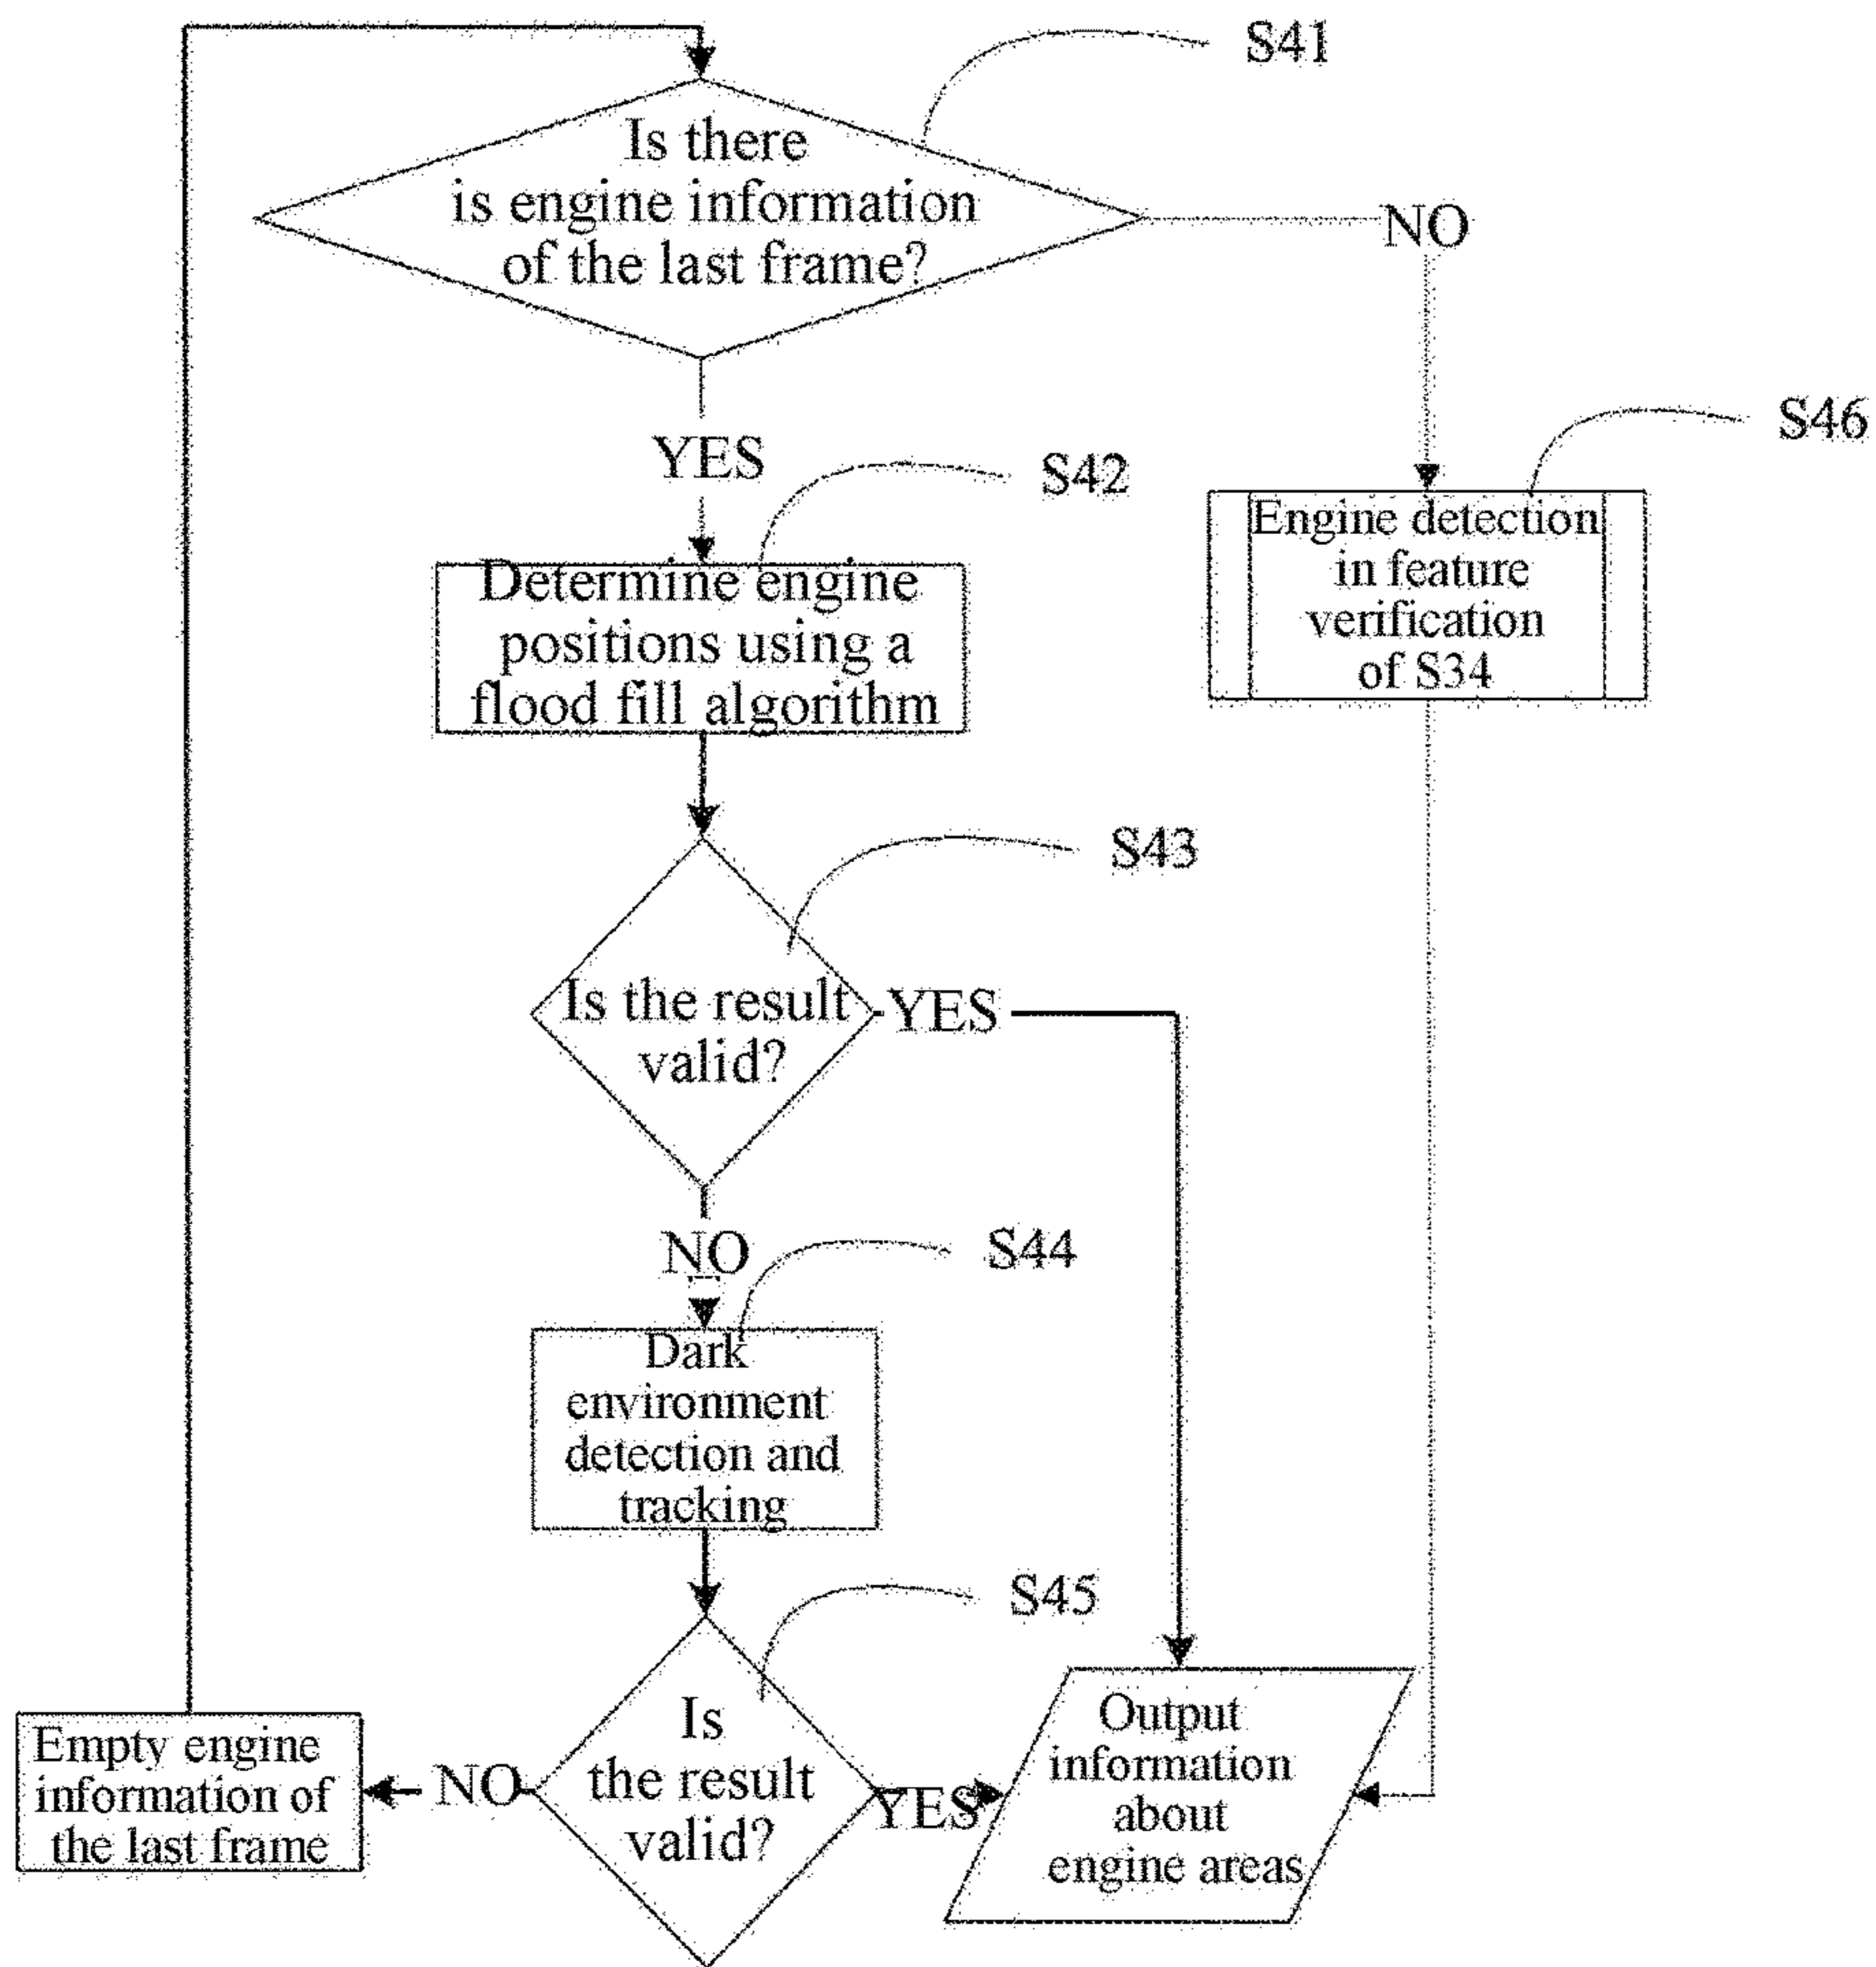 S41
Is there
is engine information
of the last frame?
NO
YES
S46
S42
Engine detection
in feature
verification
of S34
Determine engine
positions using a
flood fill algorithm
S43
Is the result
valid?
YES
NO
S44
Dark
environment
detection and
tracking
S45
Is
the result
valid?
NO
YES
Empty engine
information of
the last frame
Output
information
about
engine areas